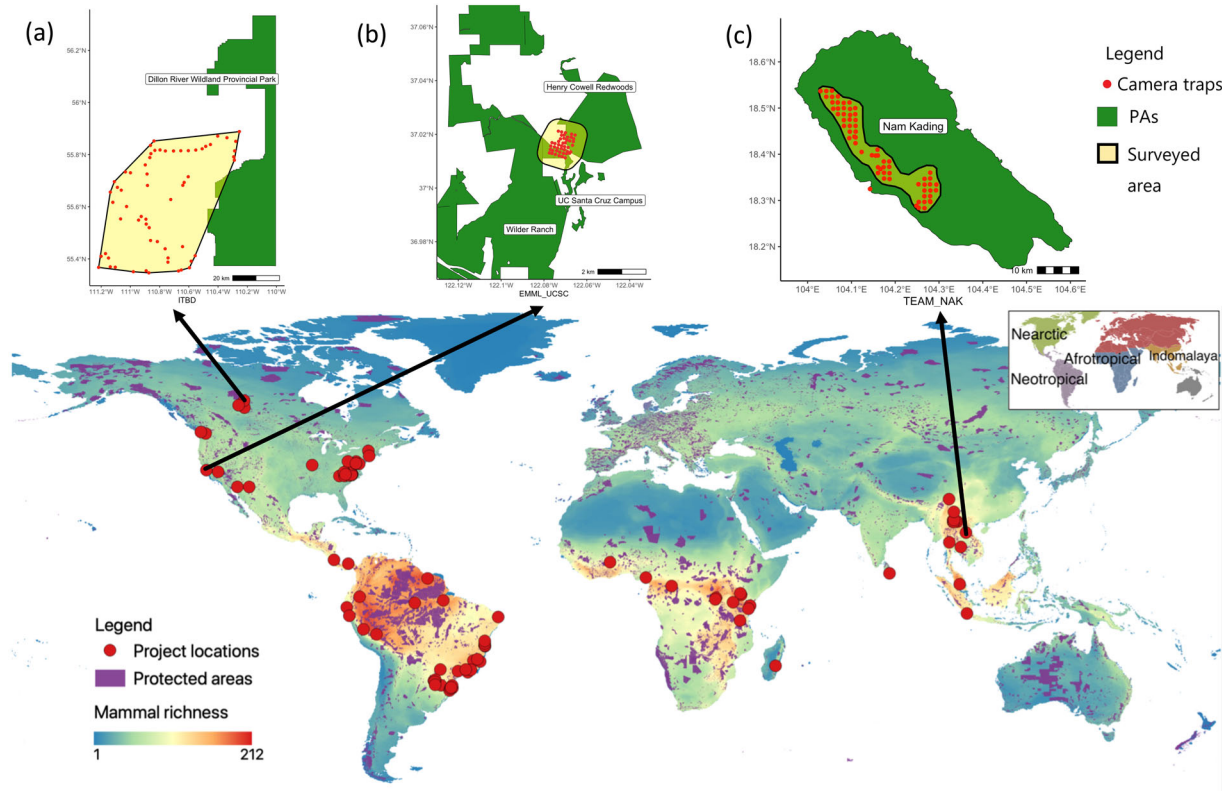 (a)
56.2°N
56°N
55.8°N
55.6°N
55.4°N
Dillon River Wildland Provincial Park
20 km
111.2°W 111°W 110.8°W 110.6°W 110.4°W 110.2°W 110°W
ITBD
(b)
37.06°N
37.04°N
37.02°N
37°N
36.98°N
Henry Cowell Redwoods
UC Santa Cruz Campus
Wilder Ranch
2 km
122.12°W 122.1°W 122.08°W 122.06°W 122.04°W
EMML_UCSC
(c)
18.6°N
18.5°N
18.4°N
18.3°N
18.2°N
Nam Kading
10 km
104°E 104.1°E 104.2°E 104.3°E 104.4°E 104.5°E 104.6°E
TEAM_NAK
Legend
Camera traps
PAs
Surveyed
area
Nearctic
Afrotropical
Indomalaya
Neotropical
Legend
Project locations
Protected areas
Mammal richness
1 212